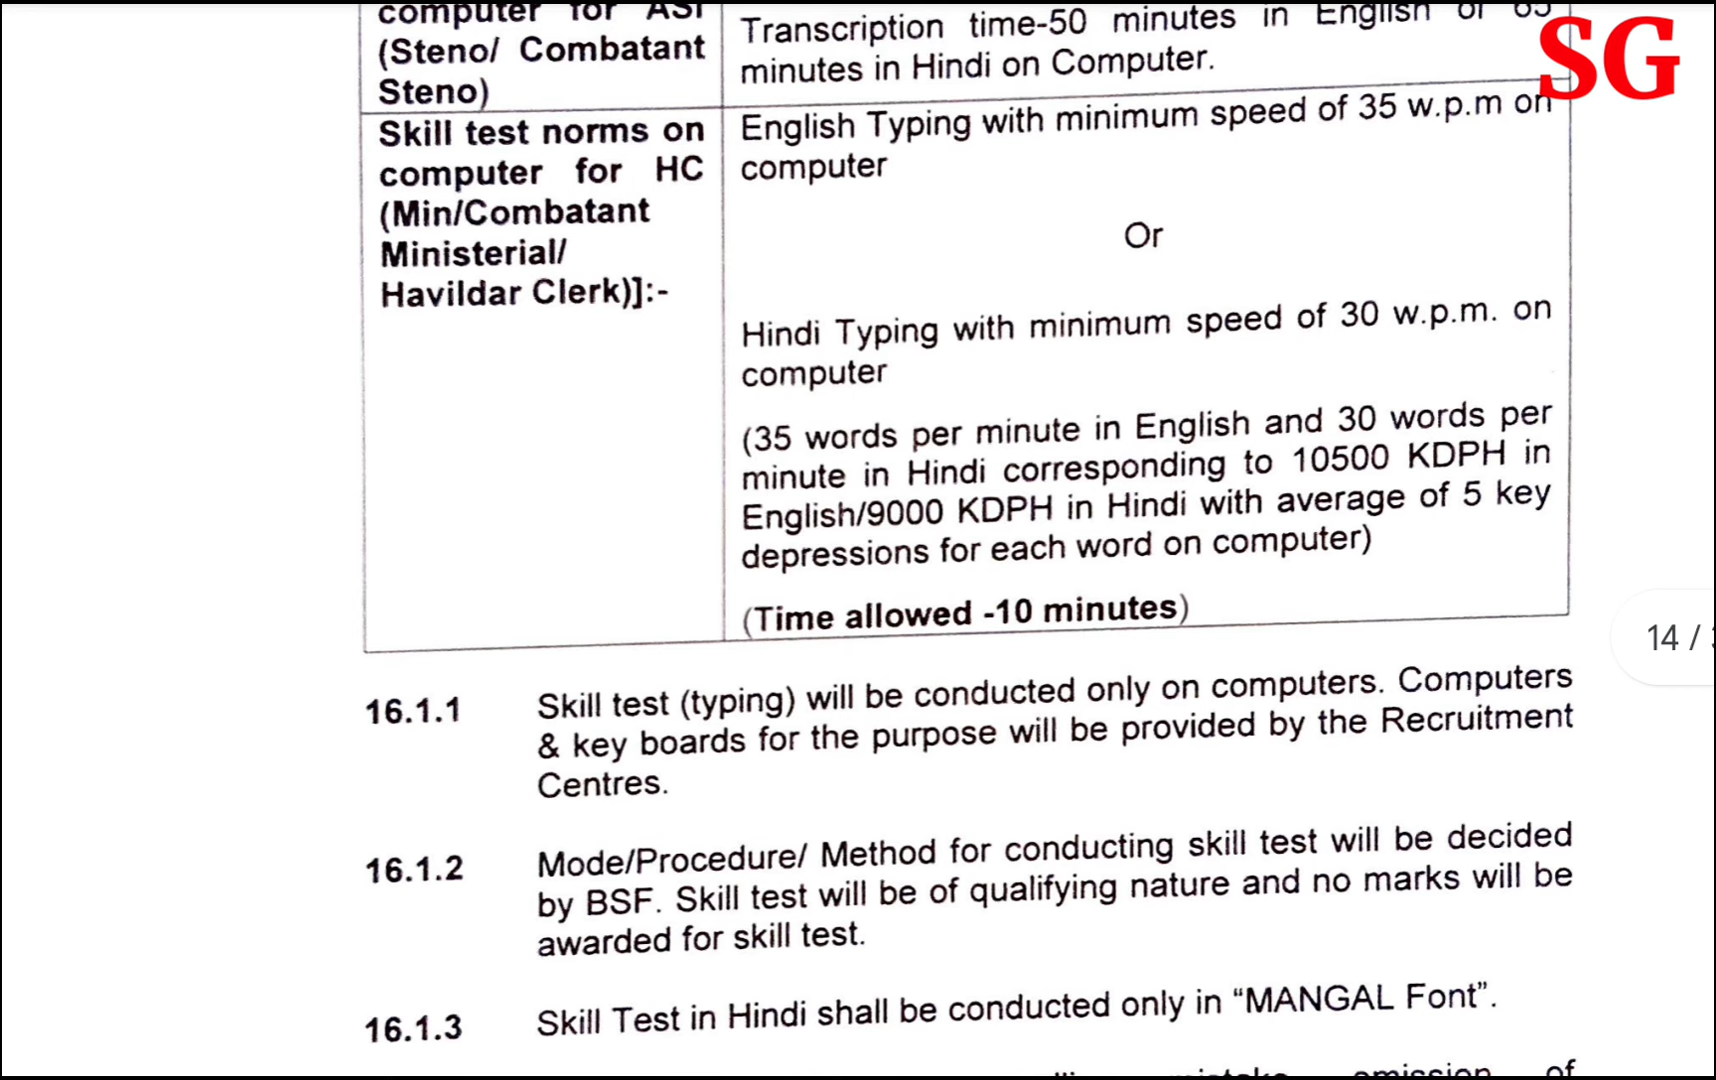 computer for ASI
(Steno/ Combatant
Steno)
Transcription time-50 minutes in English or 65
minutes in Hindi on Computer.
SG
Skill test norms on
computer for HC
(Min/Combatant
Ministerial/
Havildar Clerk)]:-
English Typing with minimum speed of 35 w.p.m on
computer
Or
Hindi Typing with minimum speed of 30 w.p.m. on
computer
(35 words per minute in English and 30 words per
minute in Hindi corresponding to 10500 KDPH in
English/9000 KDPH in Hindi with average of 5 key
depressions for each word on computer)
(Time allowed -10 minutes)
14 /
16.1.1 Skill test (typing) will be conducted only on computers. Computers
& key boards for the purpose will be provided by the Recruitment
Centres.
16.1.2 Mode/Procedure/ Method for conducting skill test will be decided
by BSF. Skill test will be of qualifying nature and no marks will be
awarded for skill test.
16.1.3 Skill Test in Hindi shall be conducted only in “MANGAL Font”.
mistake omission of